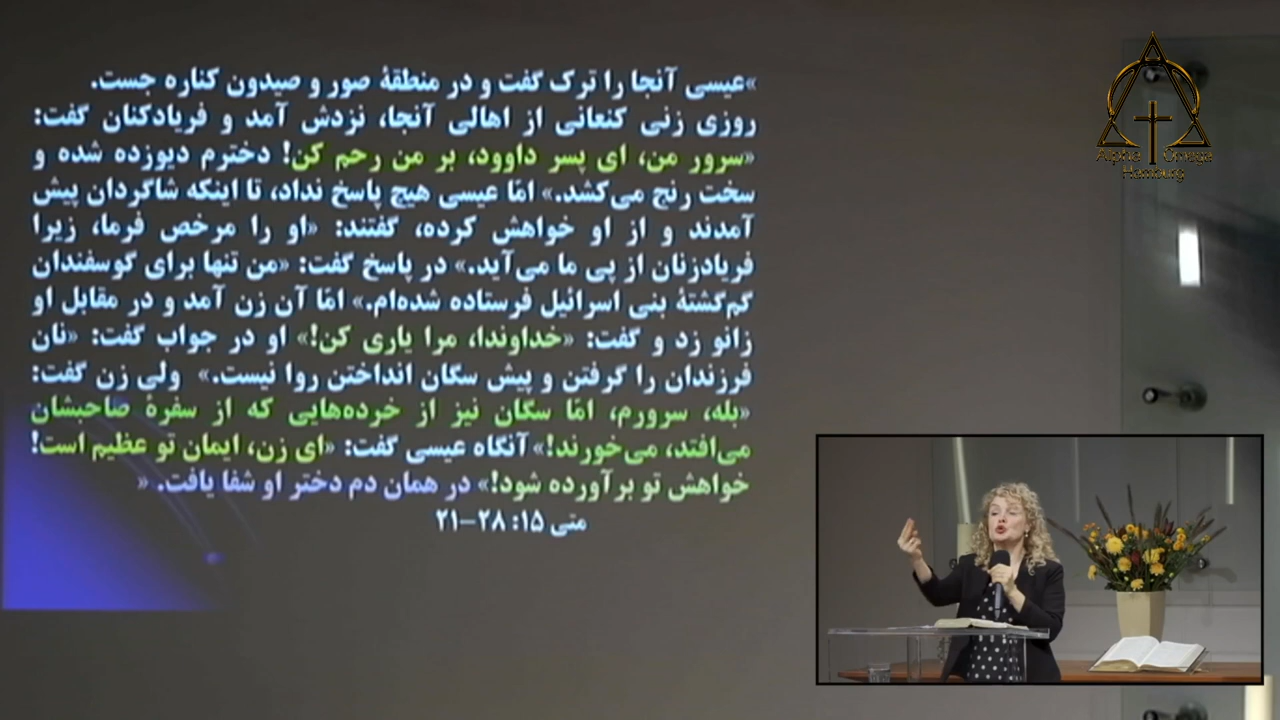 »عیسی آنجا را ترک گفت و در منطقهٔ صور و صیدون کناره جست.
روزی زنی کنعانی از اهالی آنجا، نزدش آمد و فریادکنان گفت:
«سرور من، ای پسر داوود، بر من رحم کن! دخترم دیوزده شده و
سخت رنج می‌کشد.» امّا عیسی هیچ پاسخ نداد، تا اینکه شاگردان پیش
آمدند و از او خواهش کرده، گفتند: «او را مرخص فرما، زیرا
فریادزنان از پی ما می‌آید.» در پاسخ گفت: «من تنها برای گوسفندان
گم‌گشتهٔ بنی اسرائیل فرستاده شده‌ام.» امّا آن زن آمد و در مقابل او
زانو زد و گفت: «خداوندا، مرا یاری کن!» او در جواب گفت: «نان
فرزندان را گرفتن و پیش سگان انداختن روا نیست.» ولی زن گفت:
«بله، سرورم، امّا سگان نیز از خرده‌هایی که از سفرهٔ صاحبشان
می‌افتد، می‌خورند!» آنگاه عیسی گفت: «ای زن، ایمان تو عظیم است!
خواهش تو برآورده شود!» در همان دم دختر او شفا یافت. «
متی ۱۵: ۲۸–۲۱
Alpha Omega
Hamburg